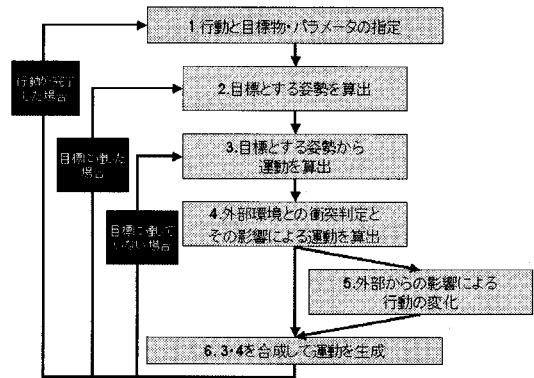 1.行動と目標物・パラメータの指定
行動が完了
した場合
2.目標とする姿勢を算出
目標に達した
場合
3.目標とする姿勢から
運動を算出
目標に達して
いない場合
4.外部環境との衝突判定と
その影響による運動を算出
5.外部からの影響による
行動の変化
6.3・4を合成して運動を生成